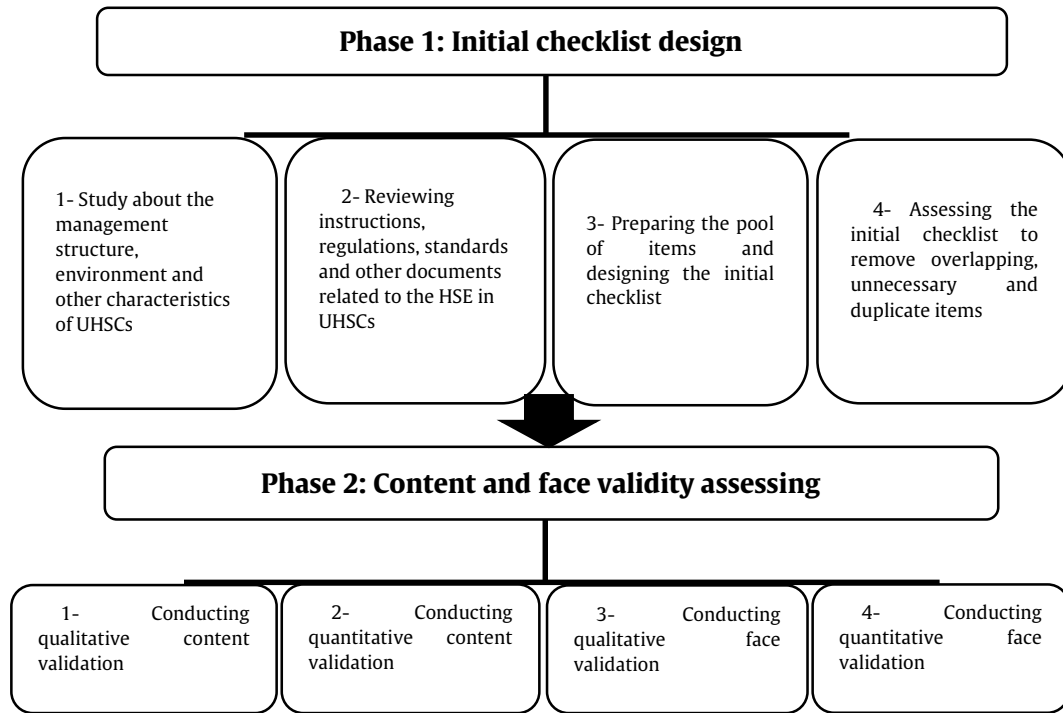 Phase 1: Initial checklist design
1- Study about the
management
structure,
environment and
other characteristics
of UHSCs
2- Reviewing
instructions,
regulations, standards
and other documents
related to the HSE in
UHSCs
3- Preparing the pool
of items and
designing the initial
checklist
4- Assessing the
initial checklist to
remove overlapping,
unnecessary and
duplicate items
Phase 2: Content and face validity assessing
1- Conducting
qualitative content
validation
2- Conducting
quantitative content
validation
3- Conducting
qualitative face
validation
4- Conducting
quantitative face
validation